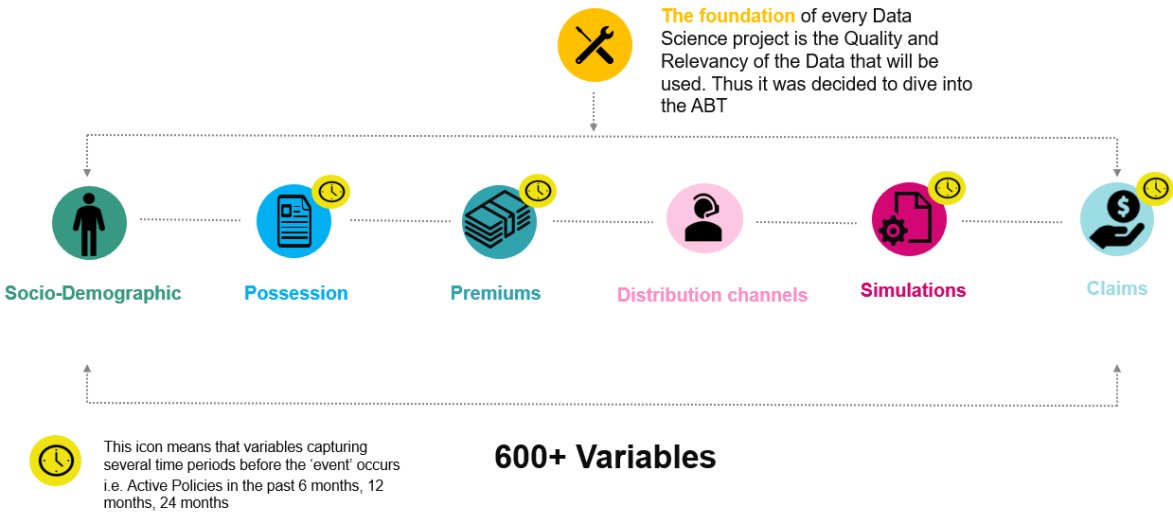 The foundation of every Data
Science project is the Quality and
Relevancy of the Data that will be
used. Thus it was decided to dive into
the ABT
Socio-Demographic
Possession
Premiums
Distribution channels
Simulations
Claims
This icon means that variables capturing
several time periods before the ‘event’ occurs
i.e. Active Policies in the past 6 months, 12
months, 24 months
600+ Variables